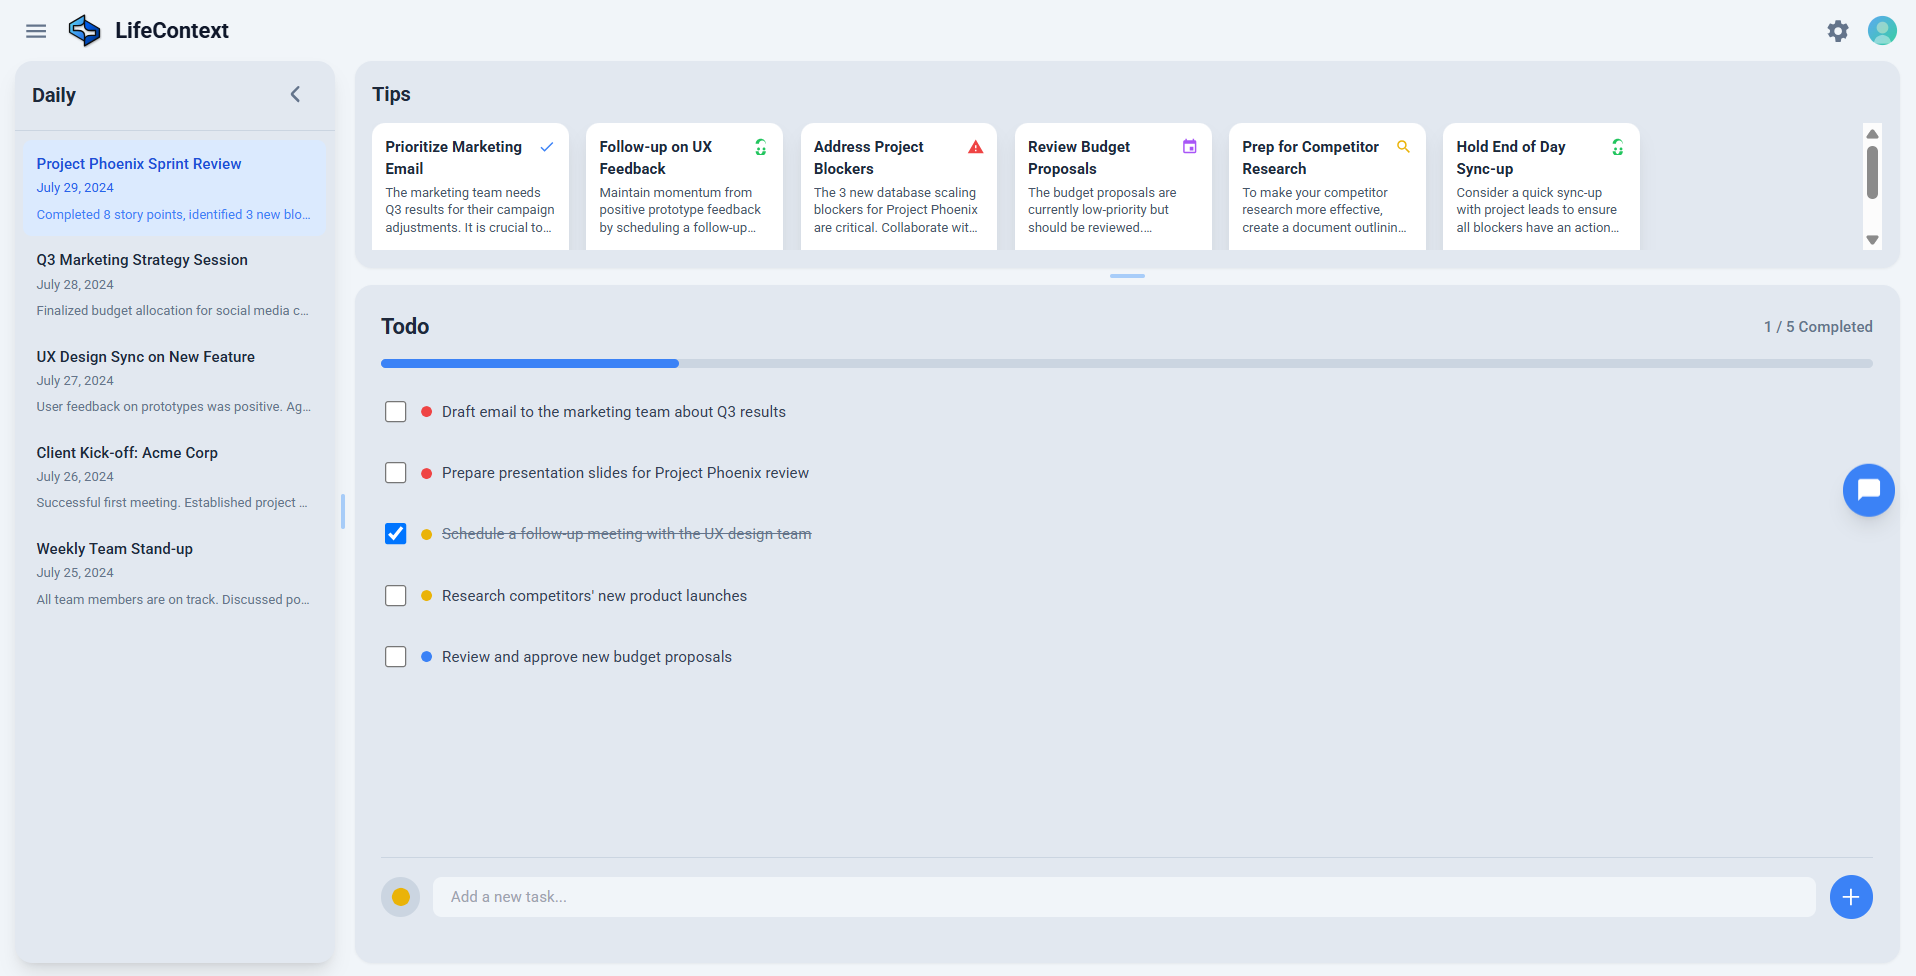 LifeContext
Daily
Project Phoenix Sprint Review
July 29, 2024
Completed 8 story points, identified 3 new blo...
Q3 Marketing Strategy Session
July 28, 2024
Finalized budget allocation for social media c...
UX Design Sync on New Feature
July 27, 2024
User feedback on prototypes was positive. Ag...
Client Kick-off: Acme Corp
July 26, 2024
Successful first meeting. Established project ...
Weekly Team Stand-up
July 25, 2024
All team members are on track. Discussed po...
Tips
Prioritize Marketing
Email
The marketing team needs
Q3 results for their campaign
adjustments. It is crucial to...
Follow-up on UX
Feedback
Maintain momentum from
positive prototype feedback
by scheduling a follow-up...
Address Project
Blockers
The 3 new database scaling
blockers for Project Phoenix
are critical. Collaborate wit...
Review Budget
Proposals
The budget proposals are
currently low-priority but
should be reviewed....
Prep for Competitor
Research
To make your competitor
research more effective,
create a document outlinin...
Hold End of Day
Sync-up
Consider a quick sync-up
with project leads to ensure
all blockers have an action...
Todo
1 / 5 Completed
Draft email to the marketing team about Q3 results
Prepare presentation slides for Project Phoenix review
Schedule a follow-up meeting with the UX design team
Research competitors' new product launches
Review and approve new budget proposals
Add a new task...